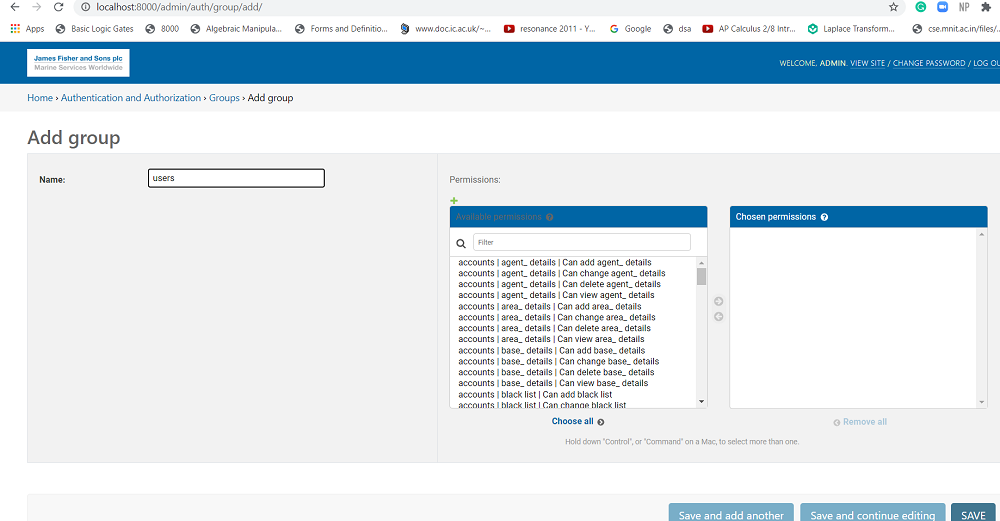 localhost:8000/admin/auth/group/add/
NP
Apps Basic Logic Gates 8000 Algebraic Manipula... Forms and Definitio... www.doc.ic.ac.uk/~... resonance 2011 - Y... Google dsa AP Calculus 2/8 Intr... Laplace Transform... cse.mnit.ac.in/files/...
James Fisher and Sons plc
Marine Services Worldwide
WELCOME, ADMIN. VIEW SITE / CHANGE PASSWORD / LOG OU
Home › Authentication and Authorization › Groups › Add group
Add group
Name:
users
Permissions:
Available permissions
Filter
accounts | agent_ details | Can add agent_ details
accounts | agent_ details | Can change agent_ details
accounts | agent_ details | Can delete agent_ details
accounts | agent_ details | Can view agent_ details
accounts | area_ details | Can add area_ details
accounts | area_ details | Can change area_ details
accounts | area_ details | Can delete area_ details
accounts | area_ details | Can view area_ details
accounts | base_ details | Can add base_ details
accounts | base_ details | Can change base_ details
accounts | base_ details | Can delete base_ details
accounts | base_ details | Can view base_ details
accounts | black list | Can add black list
accounts | black list | Can change black list
Choose all
Chosen permissions
Remove all
Hold down "Control", or "Command" on a Mac, to select more than one.
Save and add another
Save and continue editing
SAVE